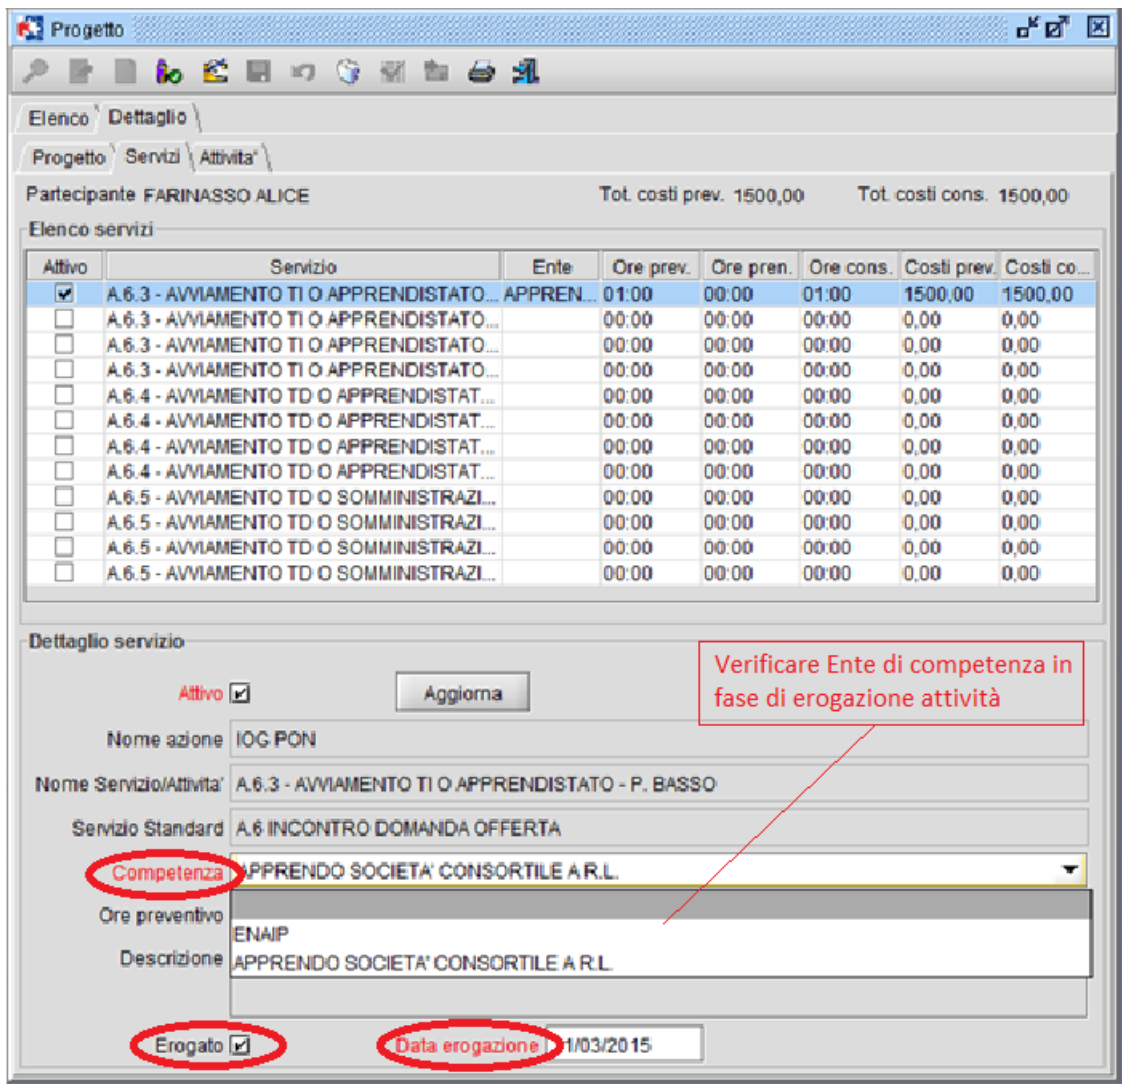 Progetto
Elenco Dettaglio
Progetto Servizi Attivita'
Partecipante FARINASSO ALICE Tot. costi prev. 1500,00 Tot. costi cons. 1500,00
Elenco servizi
Attivo Servizio Ente Ore prev. Ore pren. Ore cons. Costi prev. Costi co...
A.6.3 - AVVIAMENTO TI O APPRENDISTATO... APPREN... 01:00 00:00 01:00 1500,00 1500,00
A.6.3 - AVVIAMENTO TI O APPRENDISTATO... 00:00 00:00 00:00 0,00 0,00
A.6.3 - AVVIAMENTO TI O APPRENDISTATO... 00:00 00:00 00:00 0,00 0,00
A.6.3 - AVVIAMENTO TI O APPRENDISTATO... 00:00 00:00 00:00 0,00 0,00
A.6.4 - AVVIAMENTO TD O APPRENDISTAT... 00:00 00:00 00:00 0,00 0,00
A.6.4 - AVVIAMENTO TD O APPRENDISTAT... 00:00 00:00 00:00 0,00 0,00
A.6.4 - AVVIAMENTO TD O APPRENDISTAT... 00:00 00:00 00:00 0,00 0,00
A.6.4 - AVVIAMENTO TD O APPRENDISTAT... 00:00 00:00 00:00 0,00 0,00
A.6.5 - AVVIAMENTO TD O SOMMINISTRAZI... 00:00 00:00 00:00 0,00 0,00
A.6.5 - AVVIAMENTO TD O SOMMINISTRAZI... 00:00 00:00 00:00 0,00 0,00
A.6.5 - AVVIAMENTO TD O SOMMINISTRAZI... 00:00 00:00 00:00 0,00 0,00
A.6.5 - AVVIAMENTO TD O SOMMINISTRAZI... 00:00 00:00 00:00 0,00 0,00
Dettaglio servizio
Verificare Ente di competenza in
fase di erogazione attività
Attivo Aggiorna
Nome azione IOG PON
Nome Servizio/Attivita' A.6.3 - AVVIAMENTO TI O APPRENDISTATO - P. BASSO
Servizio Standard A.6 INCONTRO DOMANDA OFFERTA
Competenza APPRENDO SOCIETA' CONSORTILE A R.L.
Ore preventivo
ENAIP
Descrizione APPRENDO SOCIETA' CONSORTILE A R.L.
Erogato Data erogazione 1/03/2015